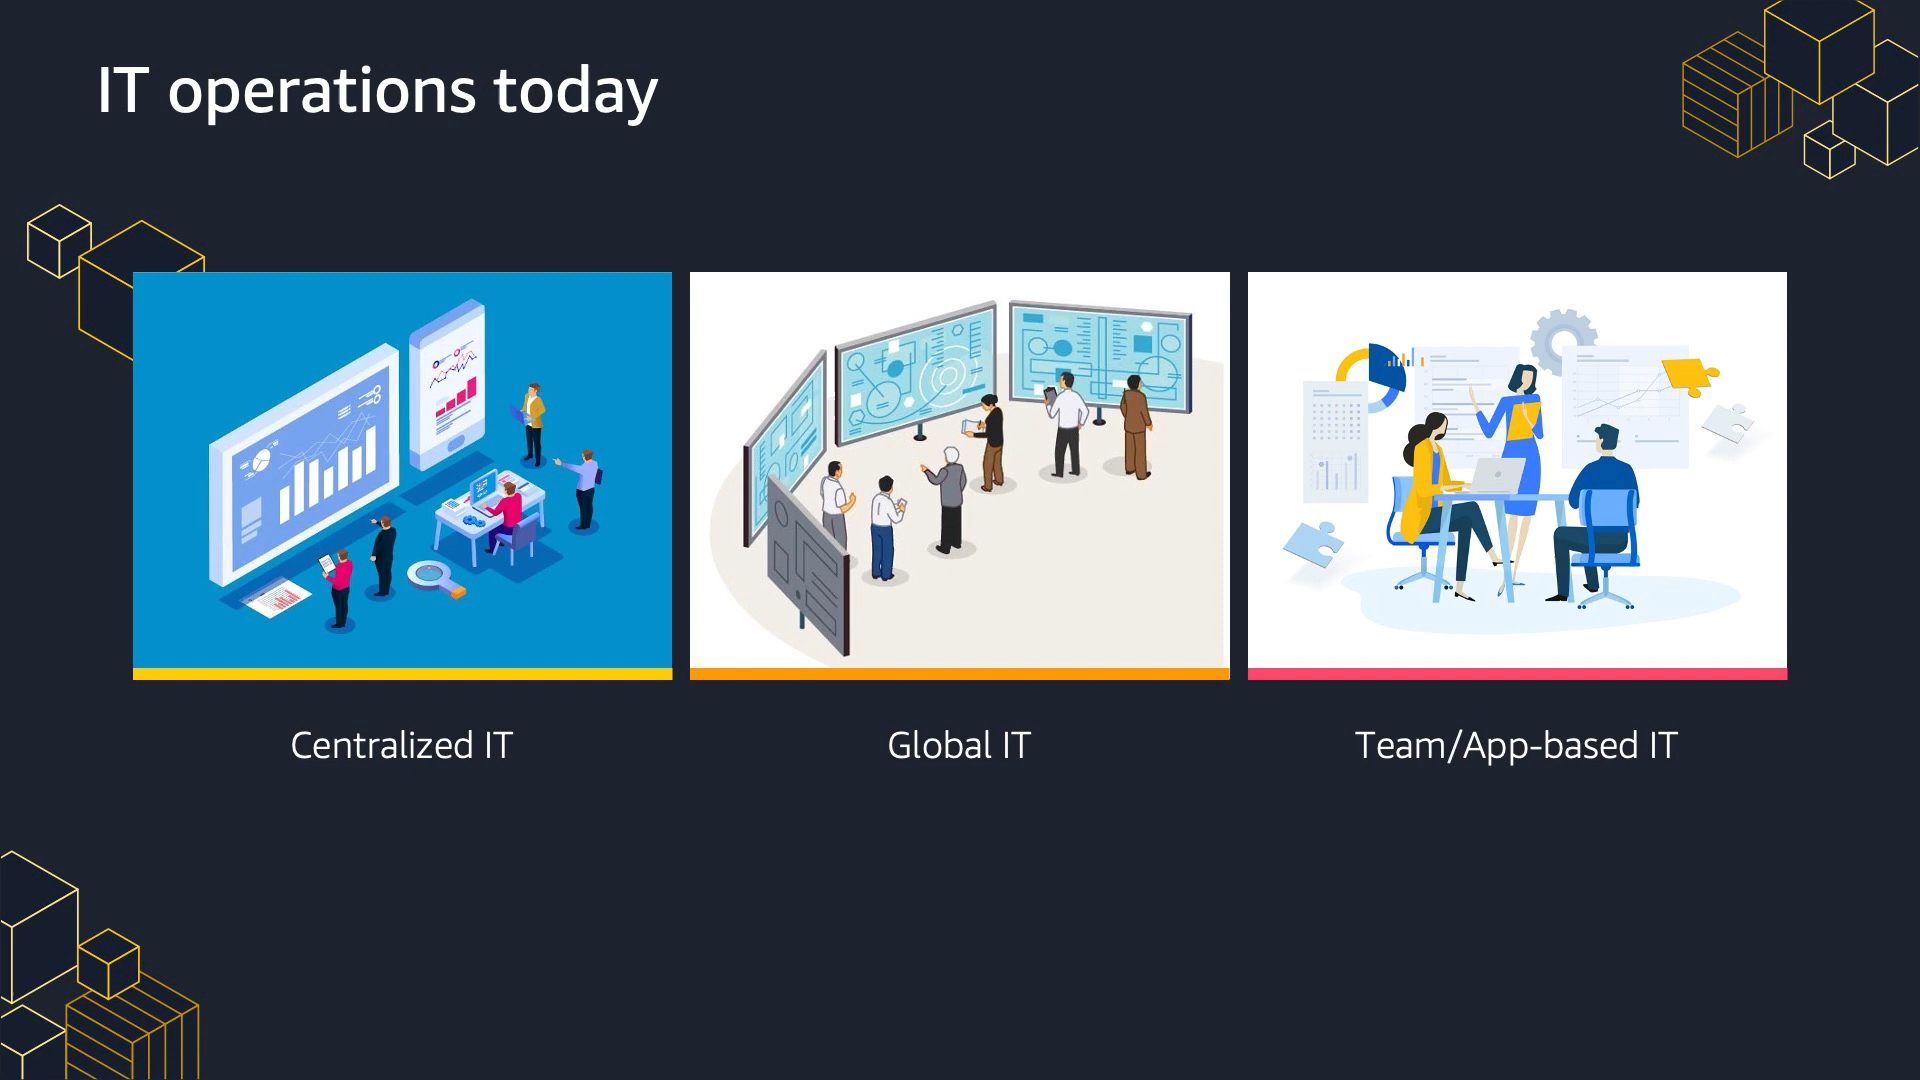 IT operations today
Centralized IT
Global IT
Team/App-based IT